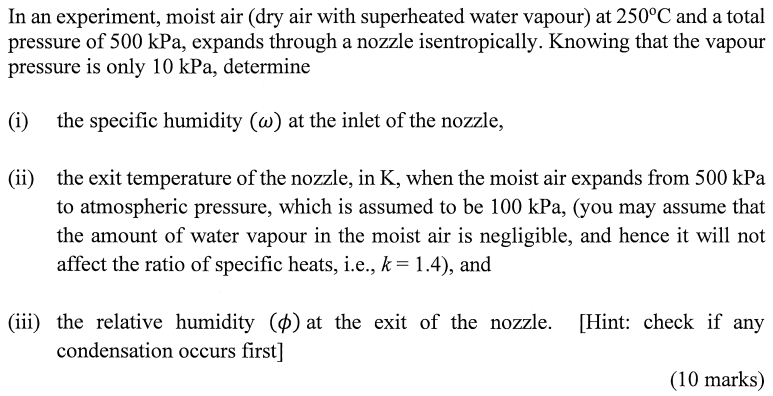 In an experiment, moist air (dry air with superheated water vapour) at 250°C and a total
pressure of 500 kPa, expands through a nozzle isentropically. Knowing that the vapour
pressure is only 10 kPa, determine
(i) the specific humidity (ω) at the inlet of the nozzle,
(ii) the exit temperature of the nozzle, in K, when the moist air expands from 500 kPa
to atmospheric pressure, which is assumed to be 100 kPa, (you may assume that
the amount of water vapour in the moist air is negligible, and hence it will not
affect the ratio of specific heats, i.e., k = 1.4), and
(iii) the relative humidity (ϕ) at the exit of the nozzle. [Hint: check if any
condensation occurs first]
(10 marks)